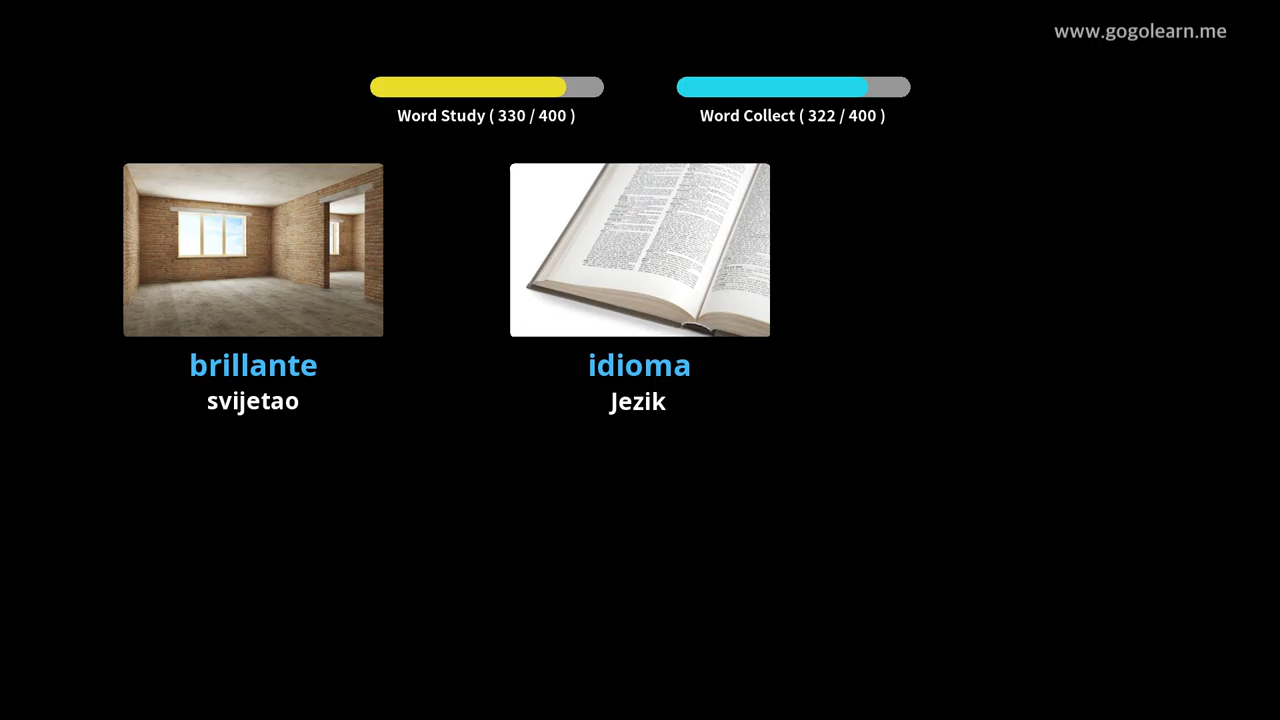 www.gogolearn.me
Word Study ( 330 / 400 )
Word Collect ( 322 / 400 )
brillante
svijetao
idioma
Jezik